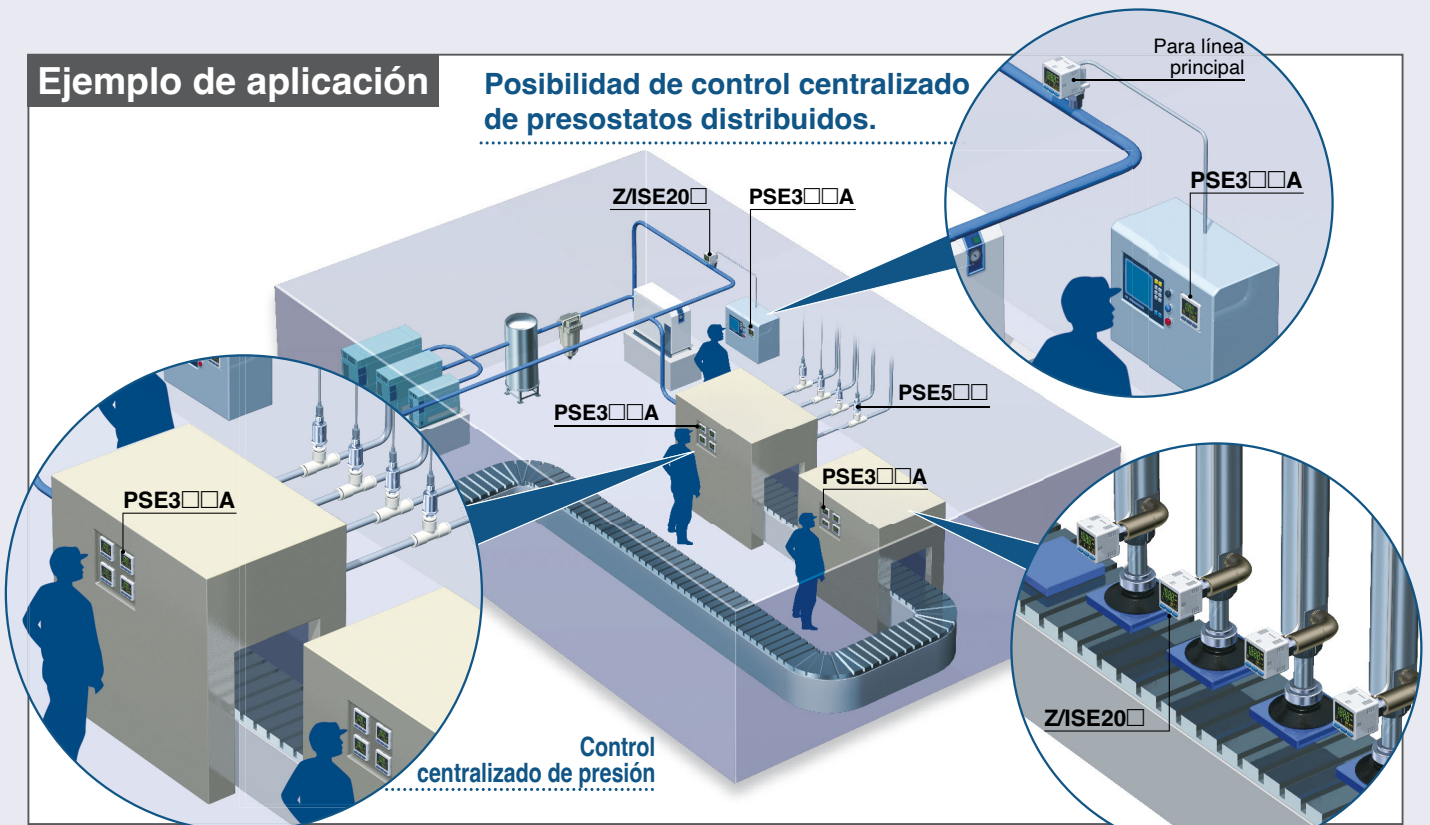 Ejemplo de aplicación
Posibilidad de control centralizado
de presostatos distribuidos.
Para línea
principal
PSE3□□A
Z/ISE20□
PSE3□□A
PSE5□□
PSE3□□A
PSE3□□A
PSE3□□A
Z/ISE20□
Control
centralizado de presión